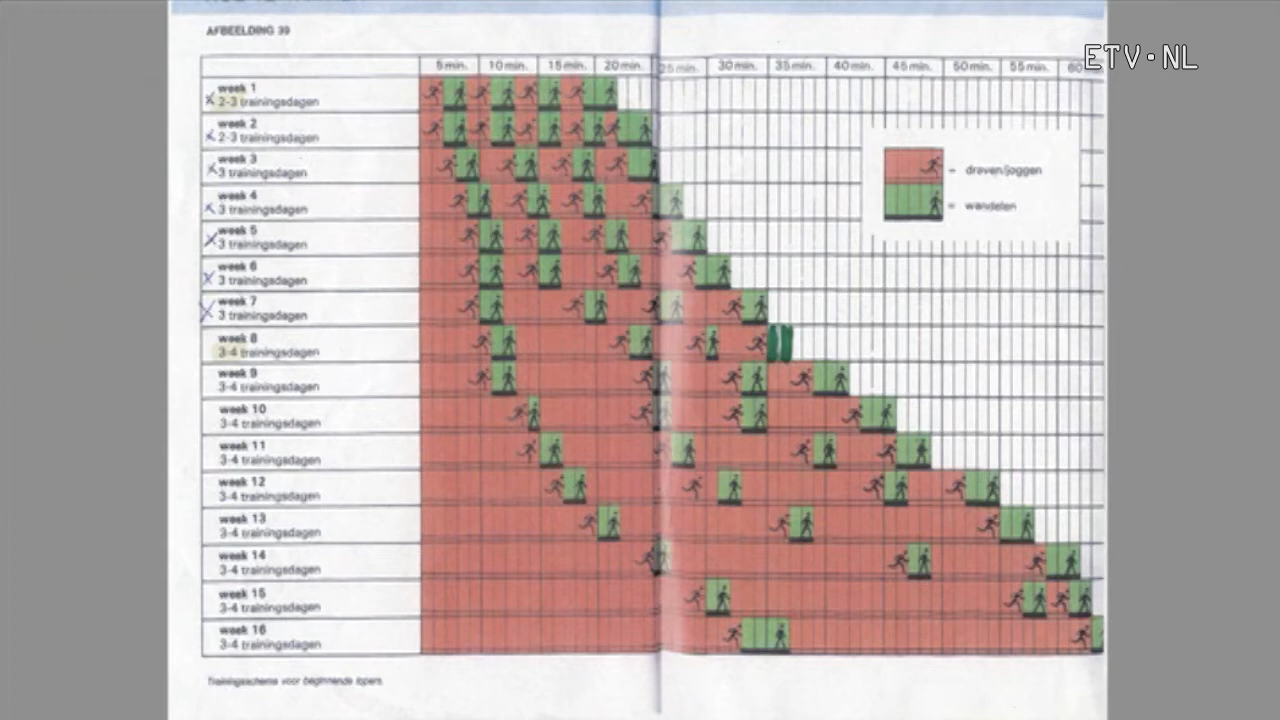 AFBEELDING 39
ETV·NL
5 min. 10 min. 15 min. 20 min. 25 min. 30 min. 35 min. 40 min. 45 min. 50 min. 55 min. 60
week 1
2-3 trainingsdagen
week 2
2-3 trainingsdagen
week 3
3 trainingsdagen
week 4
3 trainingsdagen
week 5
3 trainingsdagen
week 6
3 trainingsdagen
week 7
3 trainingsdagen
week 8
3-4 trainingsdagen
week 9
3-4 trainingsdagen
week 10
3-4 trainingsdagen
week 11
3-4 trainingsdagen
week 12
3-4 trainingsdagen
week 13
3-4 trainingsdagen
week 14
3-4 trainingsdagen
week 15
3-4 trainingsdagen
week 16
3-4 trainingsdagen
= draven/joggen
= wandelen
Trainingsschema voor beginnende lopers.